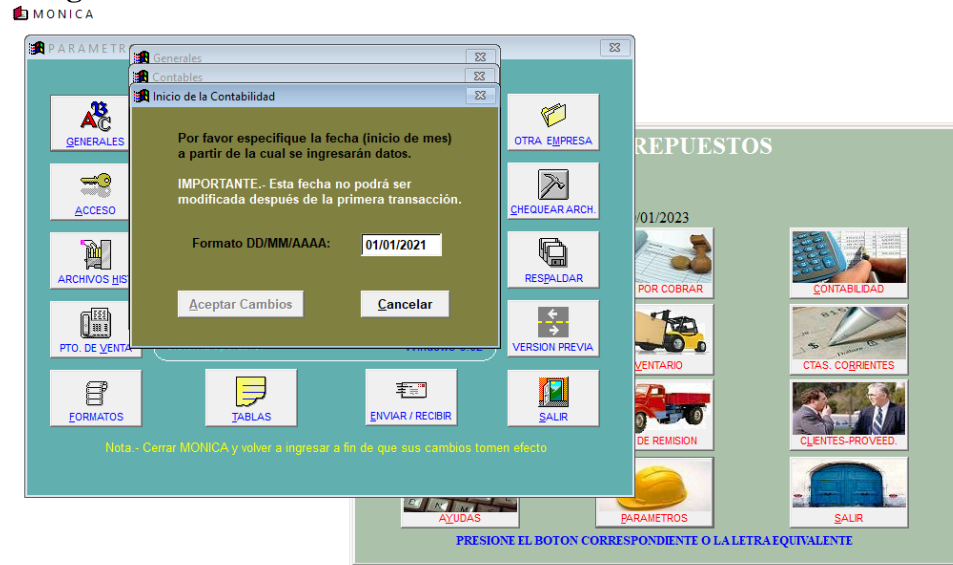 MONICA
PARAMETR
Generales
Contables
Inicio de la Contabilidad
Por favor especifique la fecha (inicio de mes)
a partir de la cual se ingresarán datos.
IMPORTANTE.- Esta fecha no podrá ser
modificada después de la primera transacción.
Formato DD/MM/AAAA: 01/01/2021
Aceptar Cambios Cancelar
GENERALES
ACCESO
ARCHIVOS HIS
PTO. DE VENTA
FORMATOS
TABLAS
ENVIAR / RECIBIR
SALIR
OTRA EMPRESA
CHEQUEAR ARCH.
RESPALDAR
VERSION PREVIA
Nota.- Cerrar MONICA y volver a ingresar a fin de que sus cambios tomen efecto
REPUESTOS
/01/2023
POR COBRAR
CONTABILIDAD
VENTARIO
CTAS. CORRIENTES
DE REMISION
CLIENTES-PROVEED.
AYUDAS
PARAMETROS
SALIR
PRESIONE EL BOTON CORRESPONDIENTE O LA LETRA EQUIVALENTE